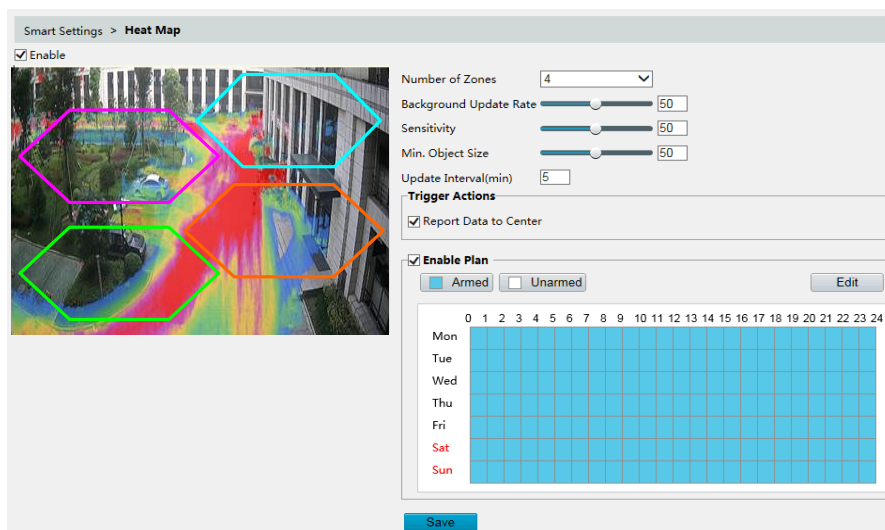 Smart Settings > Heat Map
Enable
Number of Zones 4
Background Update Rate 50
Sensitivity 50
Min. Object Size 50
Update Interval(min) 5
Trigger Actions
Report Data to Center
Enable Plan
Armed Unarmed Edit
0 1 2 3 4 5 6 7 8 9 10 11 12 13 14 15 16 17 18 19 20 21 22 23 24
Mon
Tue
Wed
Thu
Fri
Sat
Sun
Save